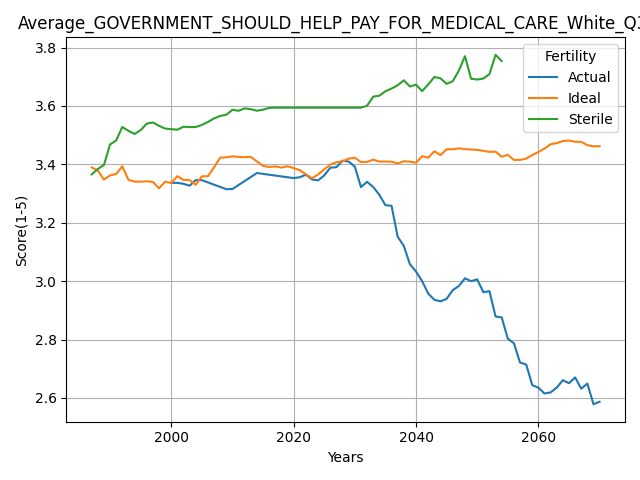 Average_GOVERNMENT_SHOULD_HELP_PAY_FOR_MEDICAL_CARE_White_Q3
Fertility
Actual
Ideal
Sterile
Score(1-5)
3.8
3.6
3.4
3.2
3.0
2.8
2.6
2000 2020 2040 2060
Years